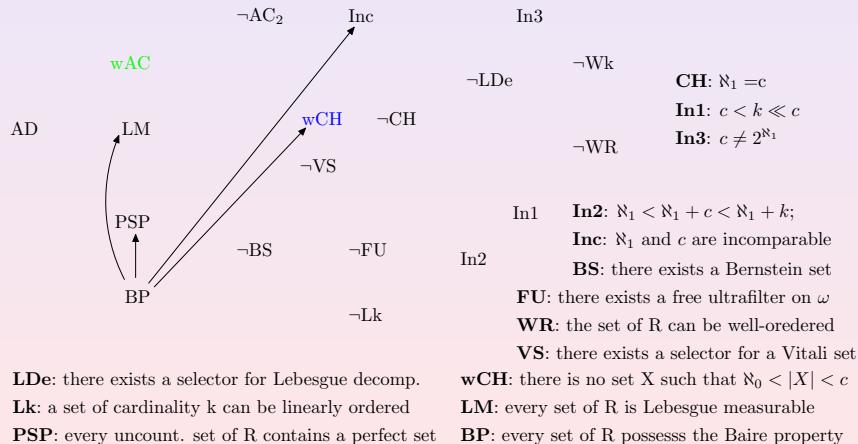 ¬AC₂ Inc In3
wAC ¬Wk
¬LDe CH: ℵ₁ =c
In1: c < k ≪ c
AD LM wCH ¬CH In3: c ≠ 2^ℵ₁
¬WR
¬VS
PSP In1 In2: ℵ₁ < ℵ₁ + c < ℵ₁ + k;
Inc: ℵ₁ and c are incomparable
¬BS ¬FU In2
BS: there exists a Bernstein set
BP FU: there exists a free ultrafilter on ω
¬Lk WR: the set of R can be well-oredered
VS: there exists a selector for a Vitali set
LDe: there exists a selector for Lebesgue decomp. wCH: there is no set X such that ℵ₀ < |X| < c
Lk: a set of cardinality k can be linearly ordered LM: every set of R is Lebesgue measurable
PSP: every uncount. set of R contains a perfect set BP: every set of R possesss the Baire property